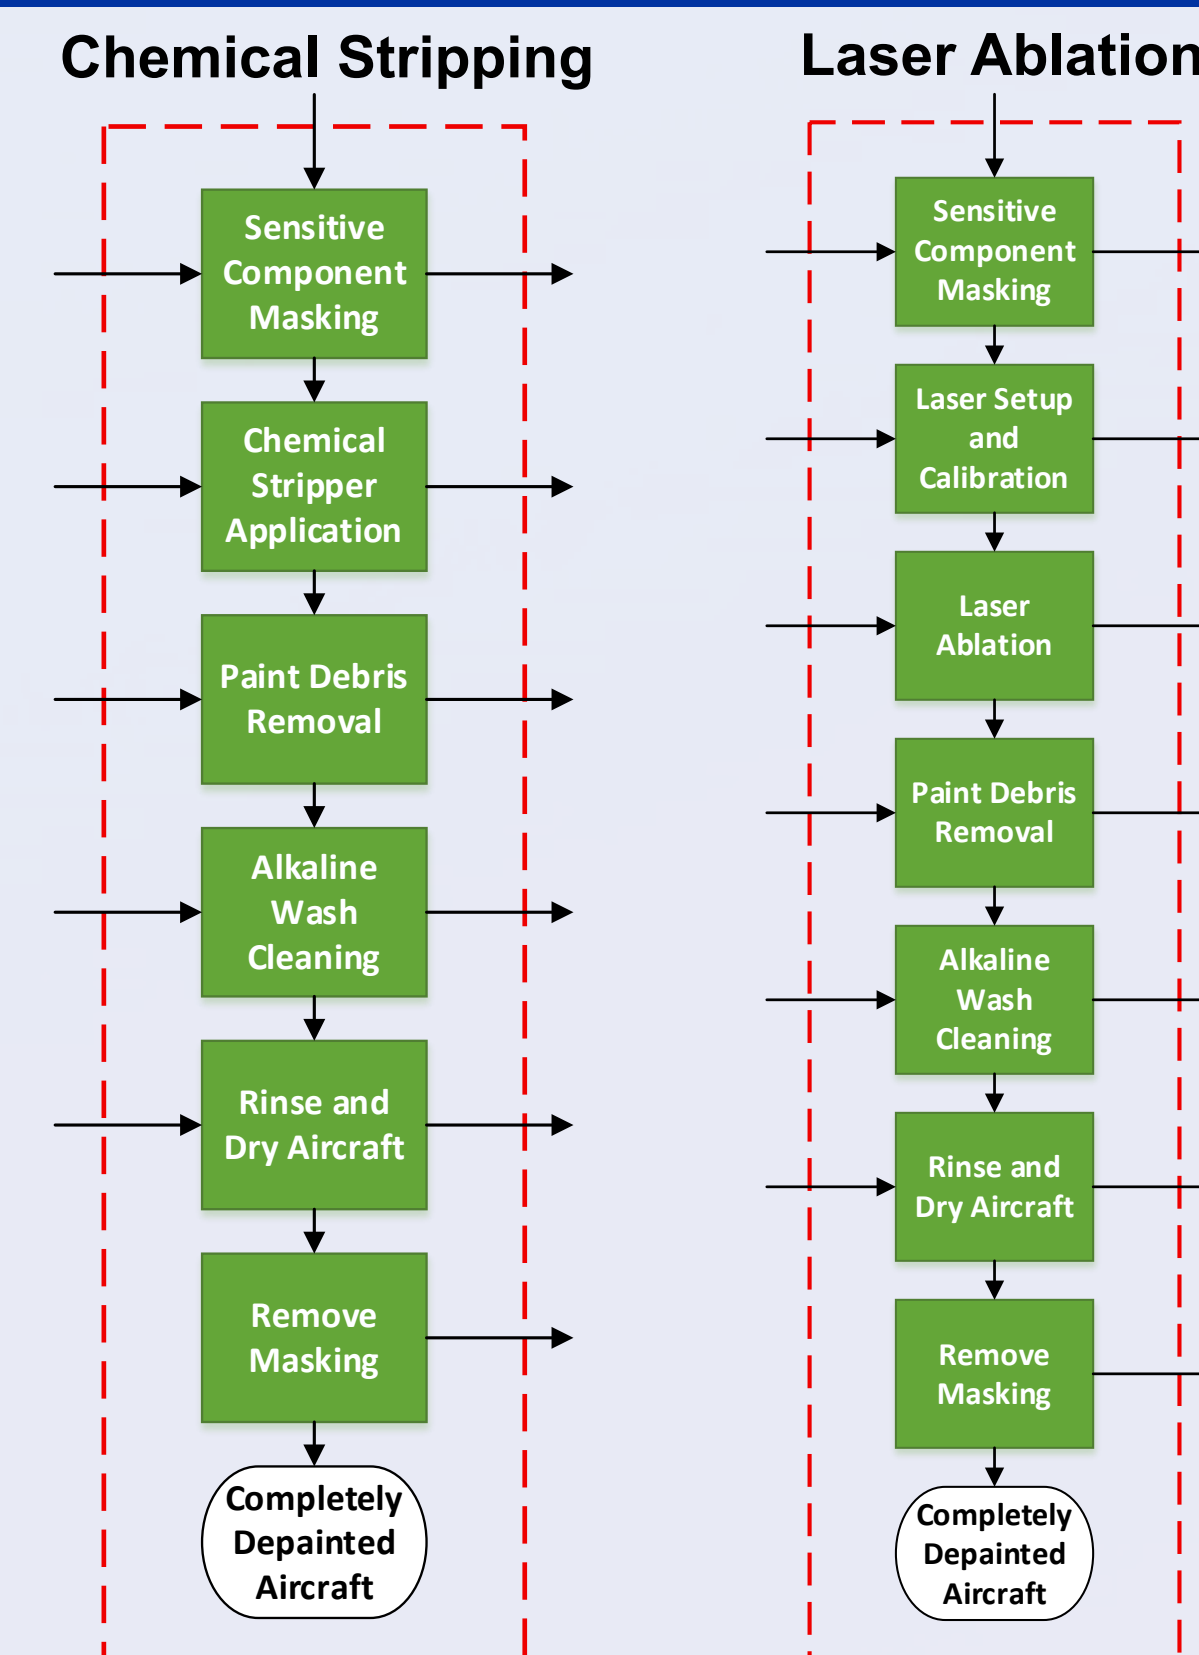 Chemical Stripping
Sensitive
Component
Masking
Chemical
Stripper
Application
Paint Debris
Removal
Alkaline
Wash
Cleaning
Rinse and
Dry Aircraft
Remove
Masking
Completely
Depainted
Aircraft
Laser Ablation
Sensitive
Component
Masking
Laser Setup
and
Calibration
Laser
Ablation
Paint Debris
Removal
Alkaline
Wash
Cleaning
Rinse and
Dry Aircraft
Remove
Masking
Completely
Depainted
Aircraft